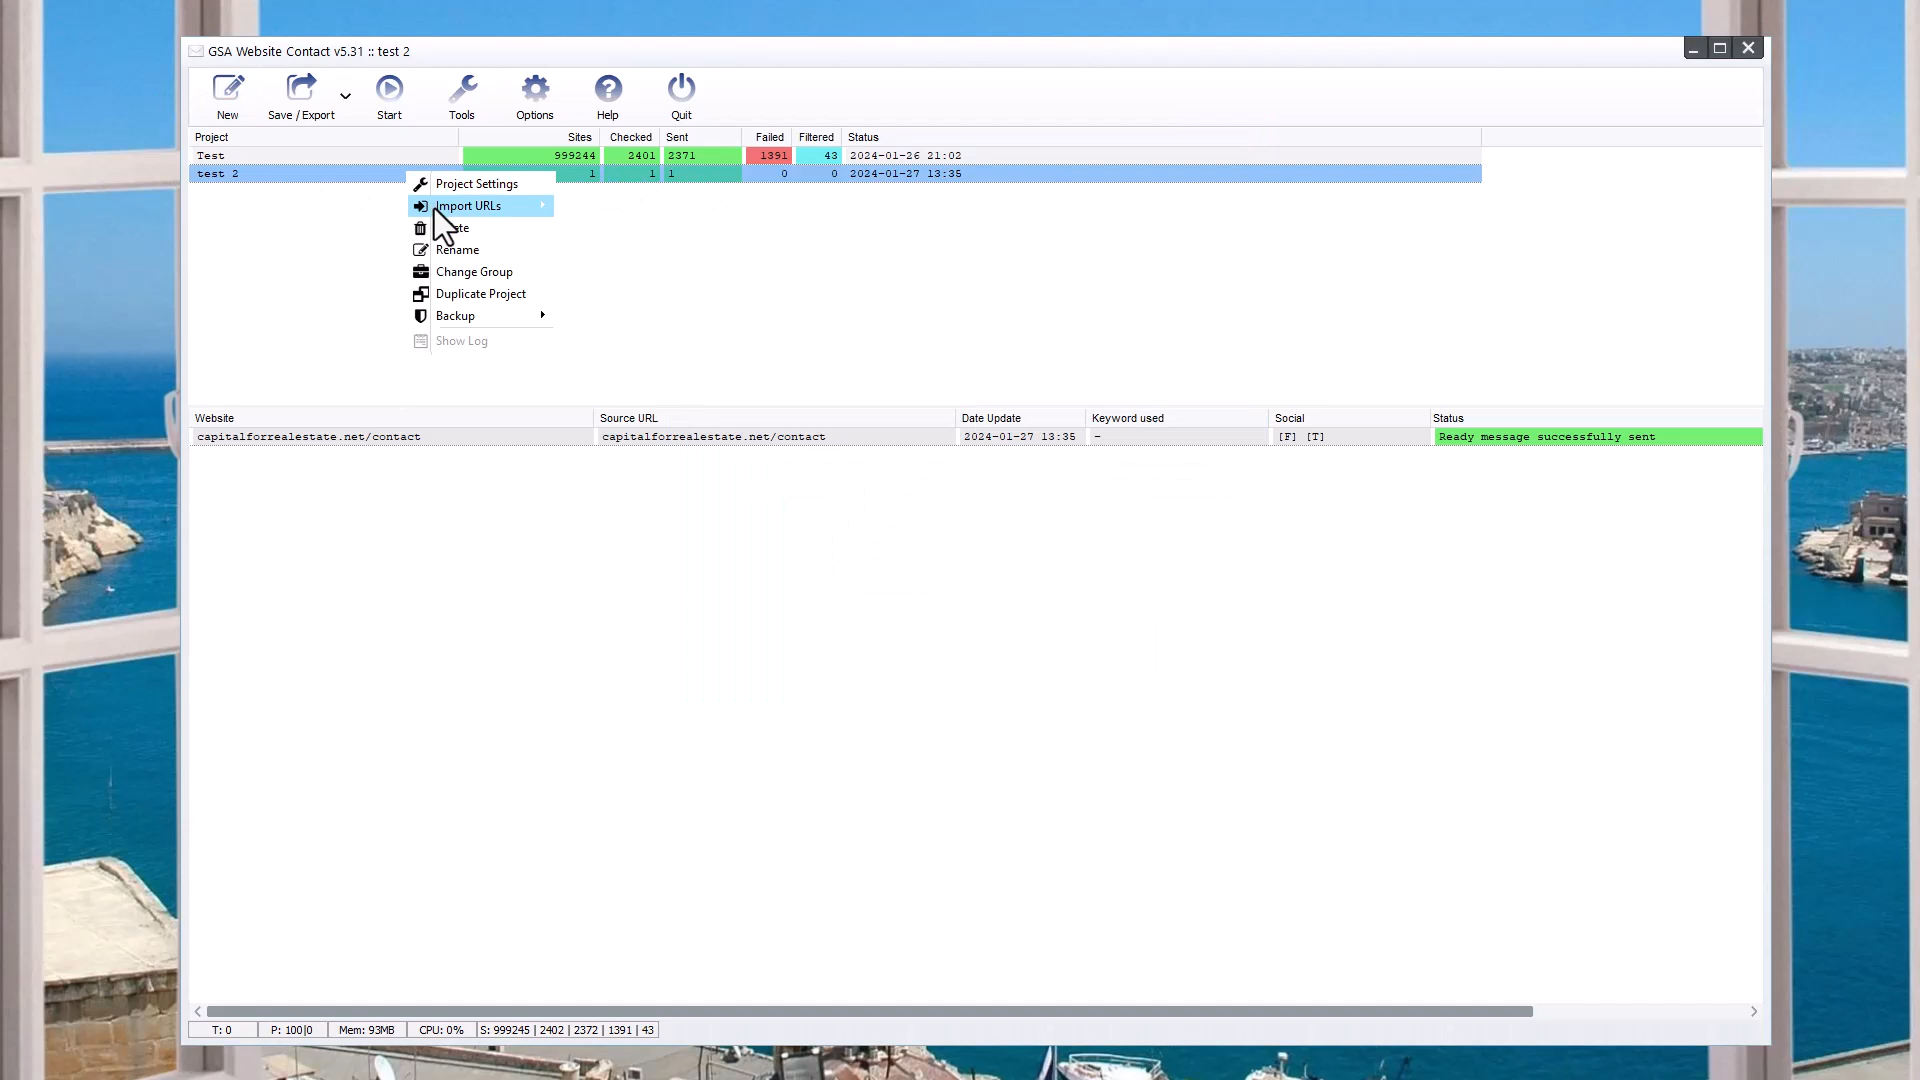 GSA Website Contact v5.31 :: test 2
New Save / Export Start Tools Options Help Quit
Project Sites Checked Sent Failed Filtered Status
Test 999244 2401 2371 1391 43 2024-01-26 21:02
test 2 1 1 1 0 0 2024-01-27 13:35
Project Settings
Import URLs
Rename
Change Group
Duplicate Project
Backup
Show Log
Website Source URL Date Update Keyword used Social Status
capitalforrealestate.net/contact capitalforrealestate.net/contact 2024-01-27 13:35 - [F] [T] Ready message successfully sent
T: 0 P: 100|0 Mem: 93MB CPU: 0% S: 999245 | 2402 | 2372 | 1391 | 43